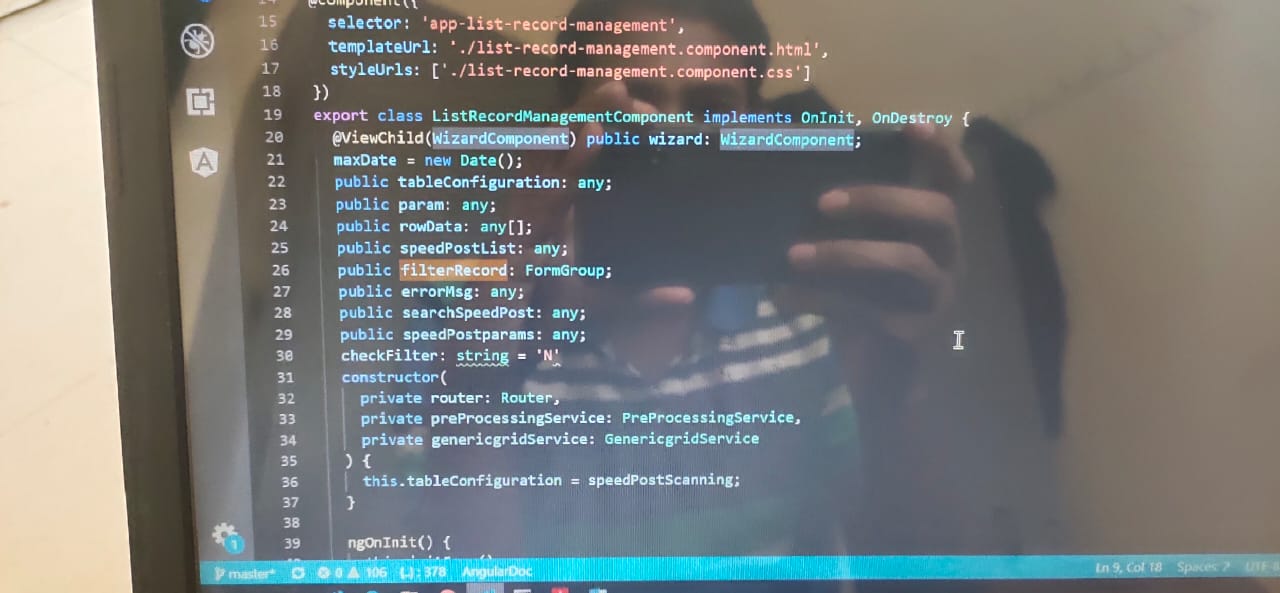 14 @Component({
15 selector: 'app-list-record-management',
16 templateUrl: './list-record-management.component.html',
17 styleUrls: ['./list-record-management.component.css']
18 })
19 export class ListRecordManagementComponent implements OnInit, OnDestroy {
20 @ViewChild(WizardComponent) public wizard: WizardComponent;
21 maxDate = new Date();
22 public tableConfiguration: any;
23 public param: any;
24 public rowData: any[];
25 public speedPostList: any;
26 public filterRecord: FormGroup;
27 public errorMsg: any;
28 public searchSpeedPost: any;
29 public speedPostparams: any;
30 checkFilter: string = 'N'
31 constructor(
32 private router: Router,
33 private preProcessingService: PreProcessingService,
34 private genericgridService: GenericgridService
35 ) {
36 this.tableConfiguration = speedPostScanning;
37 }
38
39 ngOnInit() {
1
master* 0 106 {..}: 378 AngularDoc Ln 9, Col 18 Spaces: 2